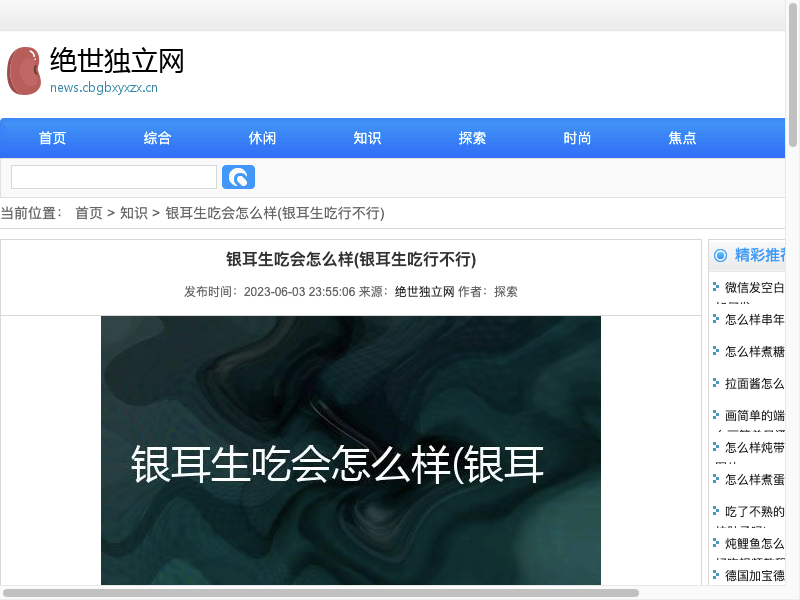 绝世独立网
news.cbgbxyxzx.cn
首页 综合 休闲 知识 探索 时尚 焦点
当前位置： 首页 > 知识 > 银耳生吃会怎么样(银耳生吃行不行)
银耳生吃会怎么样(银耳生吃行不行)
发布时间：2023-06-03 23:55:06 来源：绝世独立网 作者：探索
银耳生吃会怎么样(银耳
精彩推荐
微信发空白
怎么样串年
怎么样煮糖
拉面酱怎么
画简单的端
怎么样炖带
怎么样煮蛋
吃了不熟的
炖鲤鱼怎么
德国加宝德